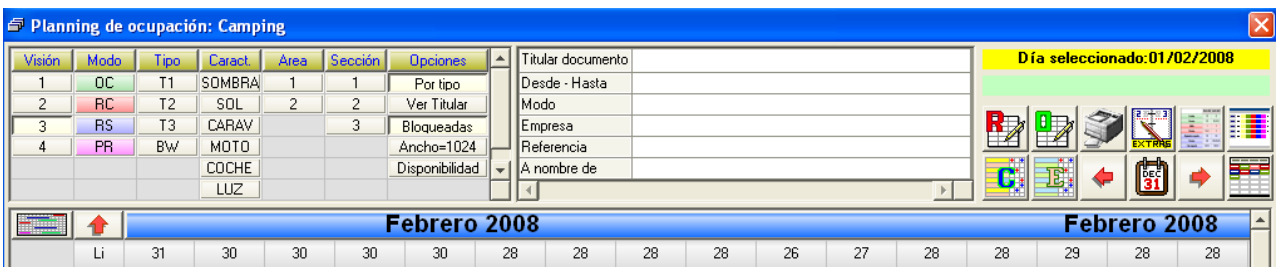 Planning de ocupación: Camping
Visión Modo Tipo Caract. Area Sección Opciones
1 OC T1 SOMBRA 1 1 Por tipo
2 RC T2 SOL 2 2 Ver Titular
3 RS T3 CARAV 3 Bloqueadas
4 PR BW MOTO Ancho=1024
COCHE Disponibilidad
LUZ
Titular documento
Desde - Hasta
Modo
Empresa
Referencia
A nombre de
Día seleccionado:01/02/2008
R O EXTRAS
C E DEC 31
Febrero 2008 Febrero 2008
Li 31 30 30 30 30 28 28 28 26 27 28 28 29 28 28